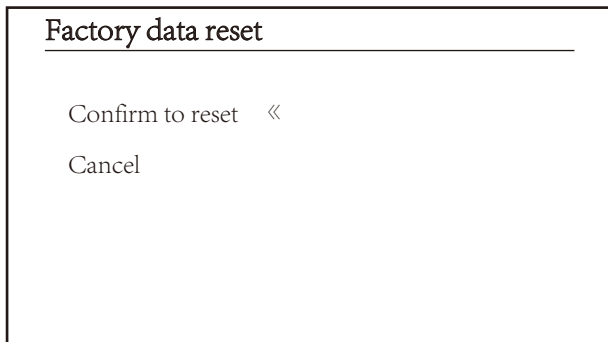 Factory data reset
Confirm to reset «
Cancel